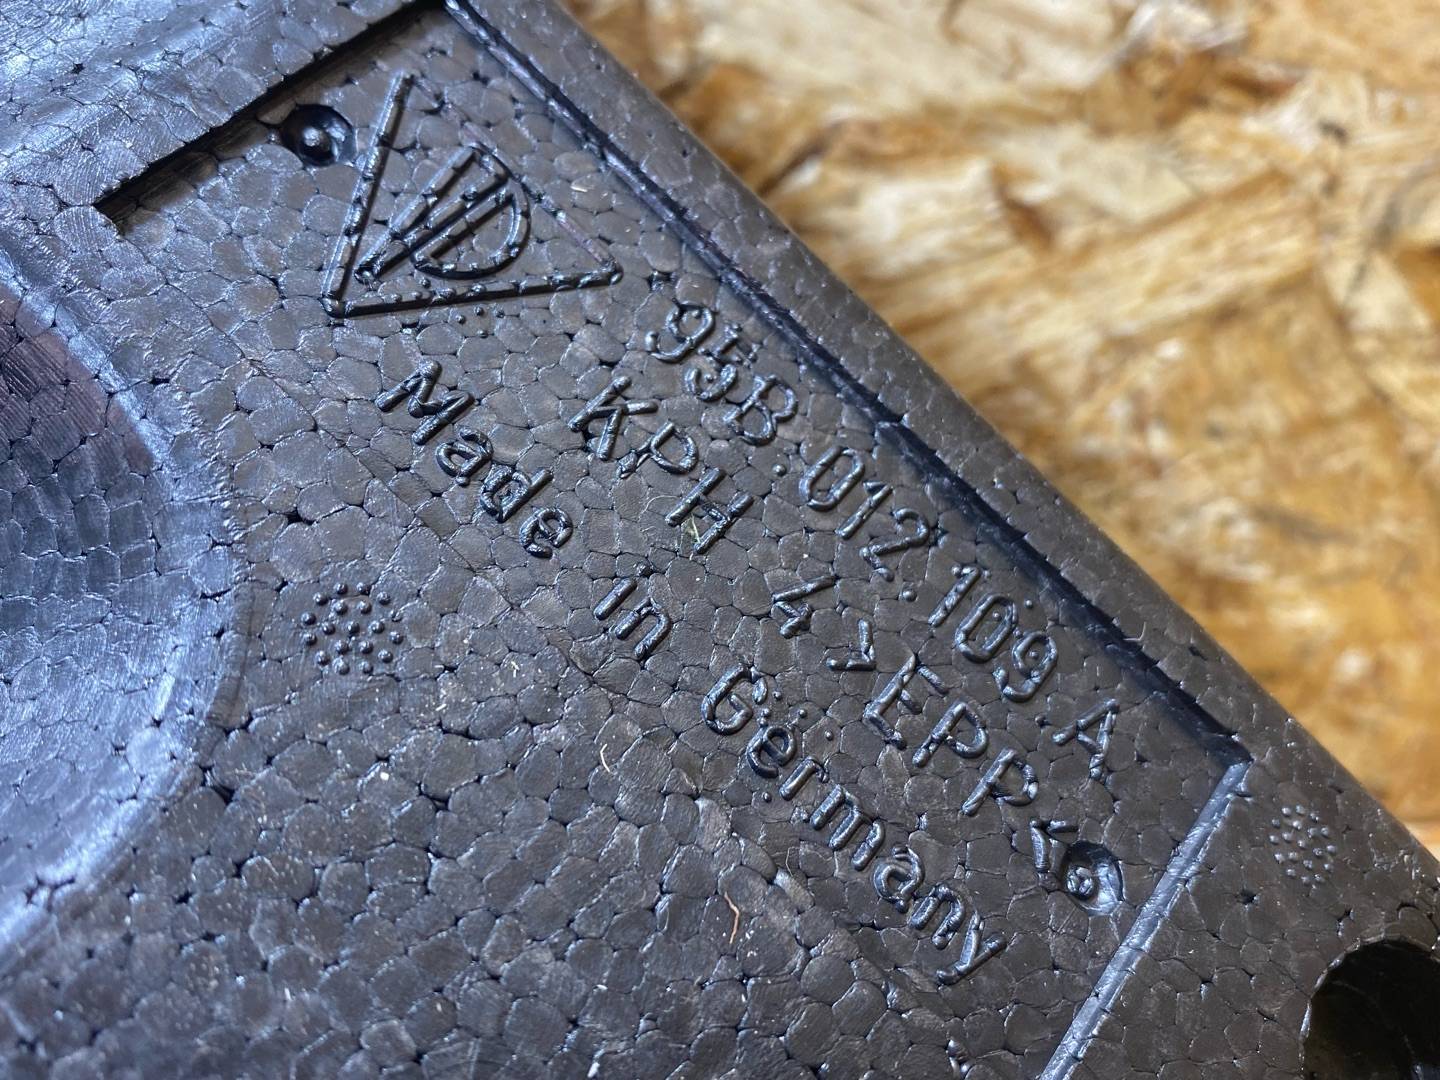 95B.012.109 A
KPH 4 >EPP<
Made in Germany